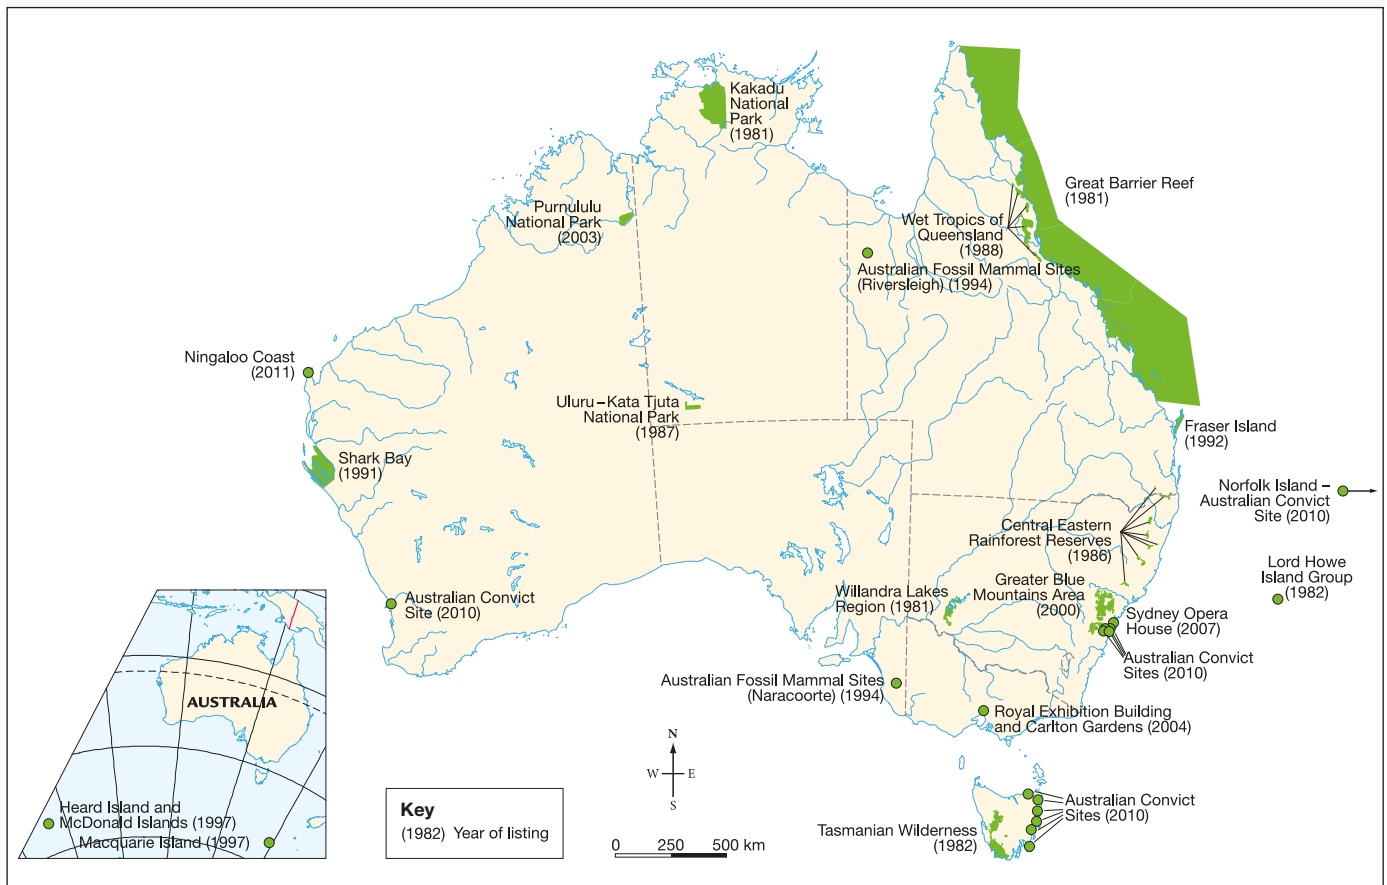 Kakadu
National
Park
(1981)
Great Barrier Reef
(1981)
Purnululu
National Park
(2003)
Wet Tropics of
Queensland
(1988)
Australian Fossil Mammal Sites
(Riversleigh) (1994)
Ningaloo Coast
(2011)
Uluru – Kata Tjuta
National Park
(1987)
Fraser Island
(1992)
Shark Bay
(1991)
Norfolk Island –
Australian Convict
Site (2010)
Central Eastern
Rainforest Reserves
(1986)
Lord Howe
Island Group
(1982)
Australian Convict
Site (2010)
Willandra Lakes
Region (1981)
Greater Blue
Mountains Area
(2000)
Sydney Opera
House (2007)
Australian Convict
Sites (2010)
Australian Fossil Mammal Sites
(Naracoorte) (1994)
Royal Exhibition Building
and Carlton Gardens (2004)
AUSTRALIA
Heard Island and
McDonald Islands (1997)
Macquarie Island (1997)
Key
(1982) Year of listing
N
W E
S
0 250 500 km
Tasmanian Wilderness
(1982)
Australian Convict
Sites (2010)